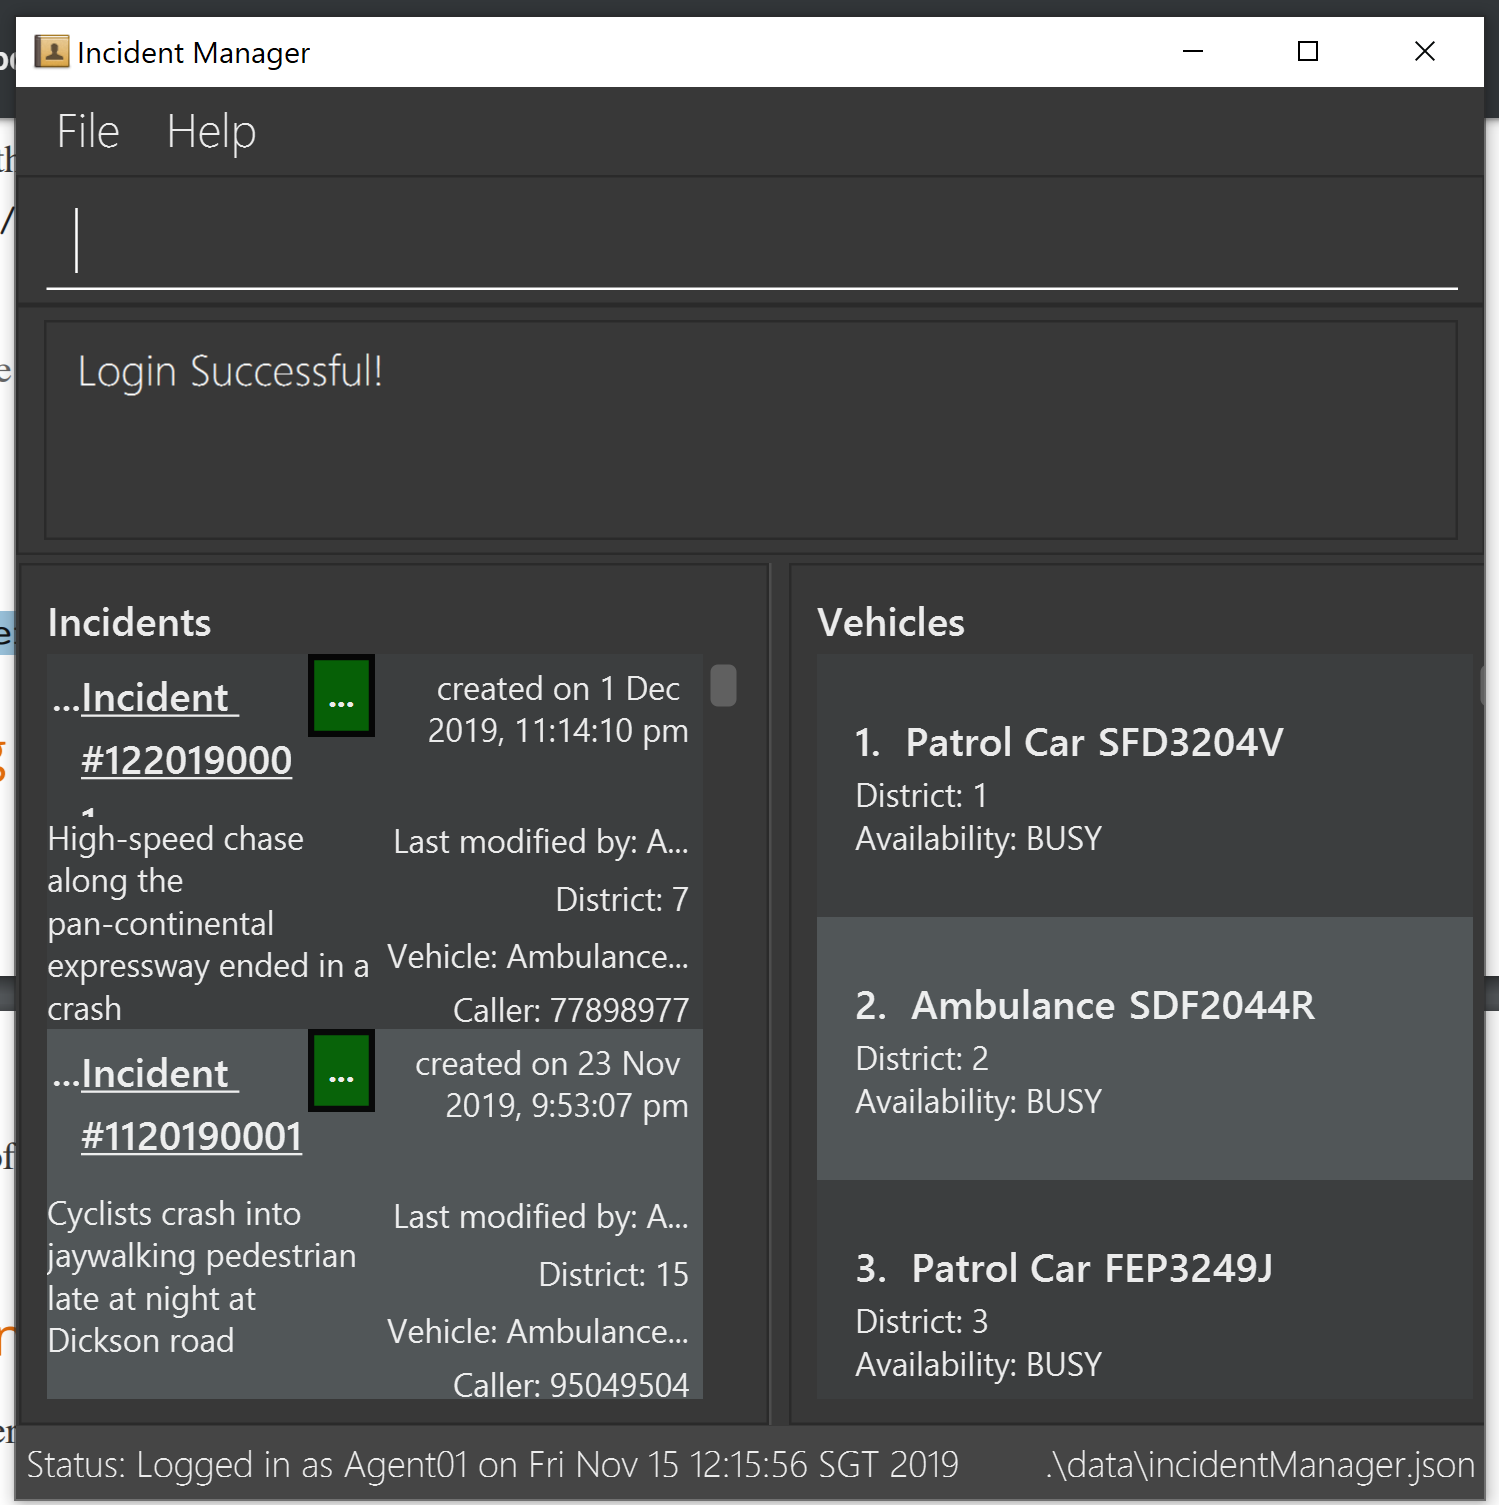 Incident Manager
File Help
Login Successful!
Incidents
...Incident
#122019000
...
created on 1 Dec
2019, 11:14:10 pm
High-speed chase
along the
pan-continental
expressway ended in a
crash
Last modified by: A...
District: 7
Vehicle: Ambulance...
Caller: 77898977
...Incident
#1120190001
...
created on 23 Nov
2019, 9:53:07 pm
Cyclists crash into
jaywalking pedestrian
late at night at
Dickson road
Last modified by: A...
District: 15
Vehicle: Ambulance...
Caller: 95049504
Vehicles
1. Patrol Car SFD3204V
District: 1
Availability: BUSY
2. Ambulance SDF2044R
District: 2
Availability: BUSY
3. Patrol Car FEP3249J
District: 3
Availability: BUSY
Status: Logged in as Agent01 on Fri Nov 15 12:15:56 SGT 2019
.\data\incidentManager.json